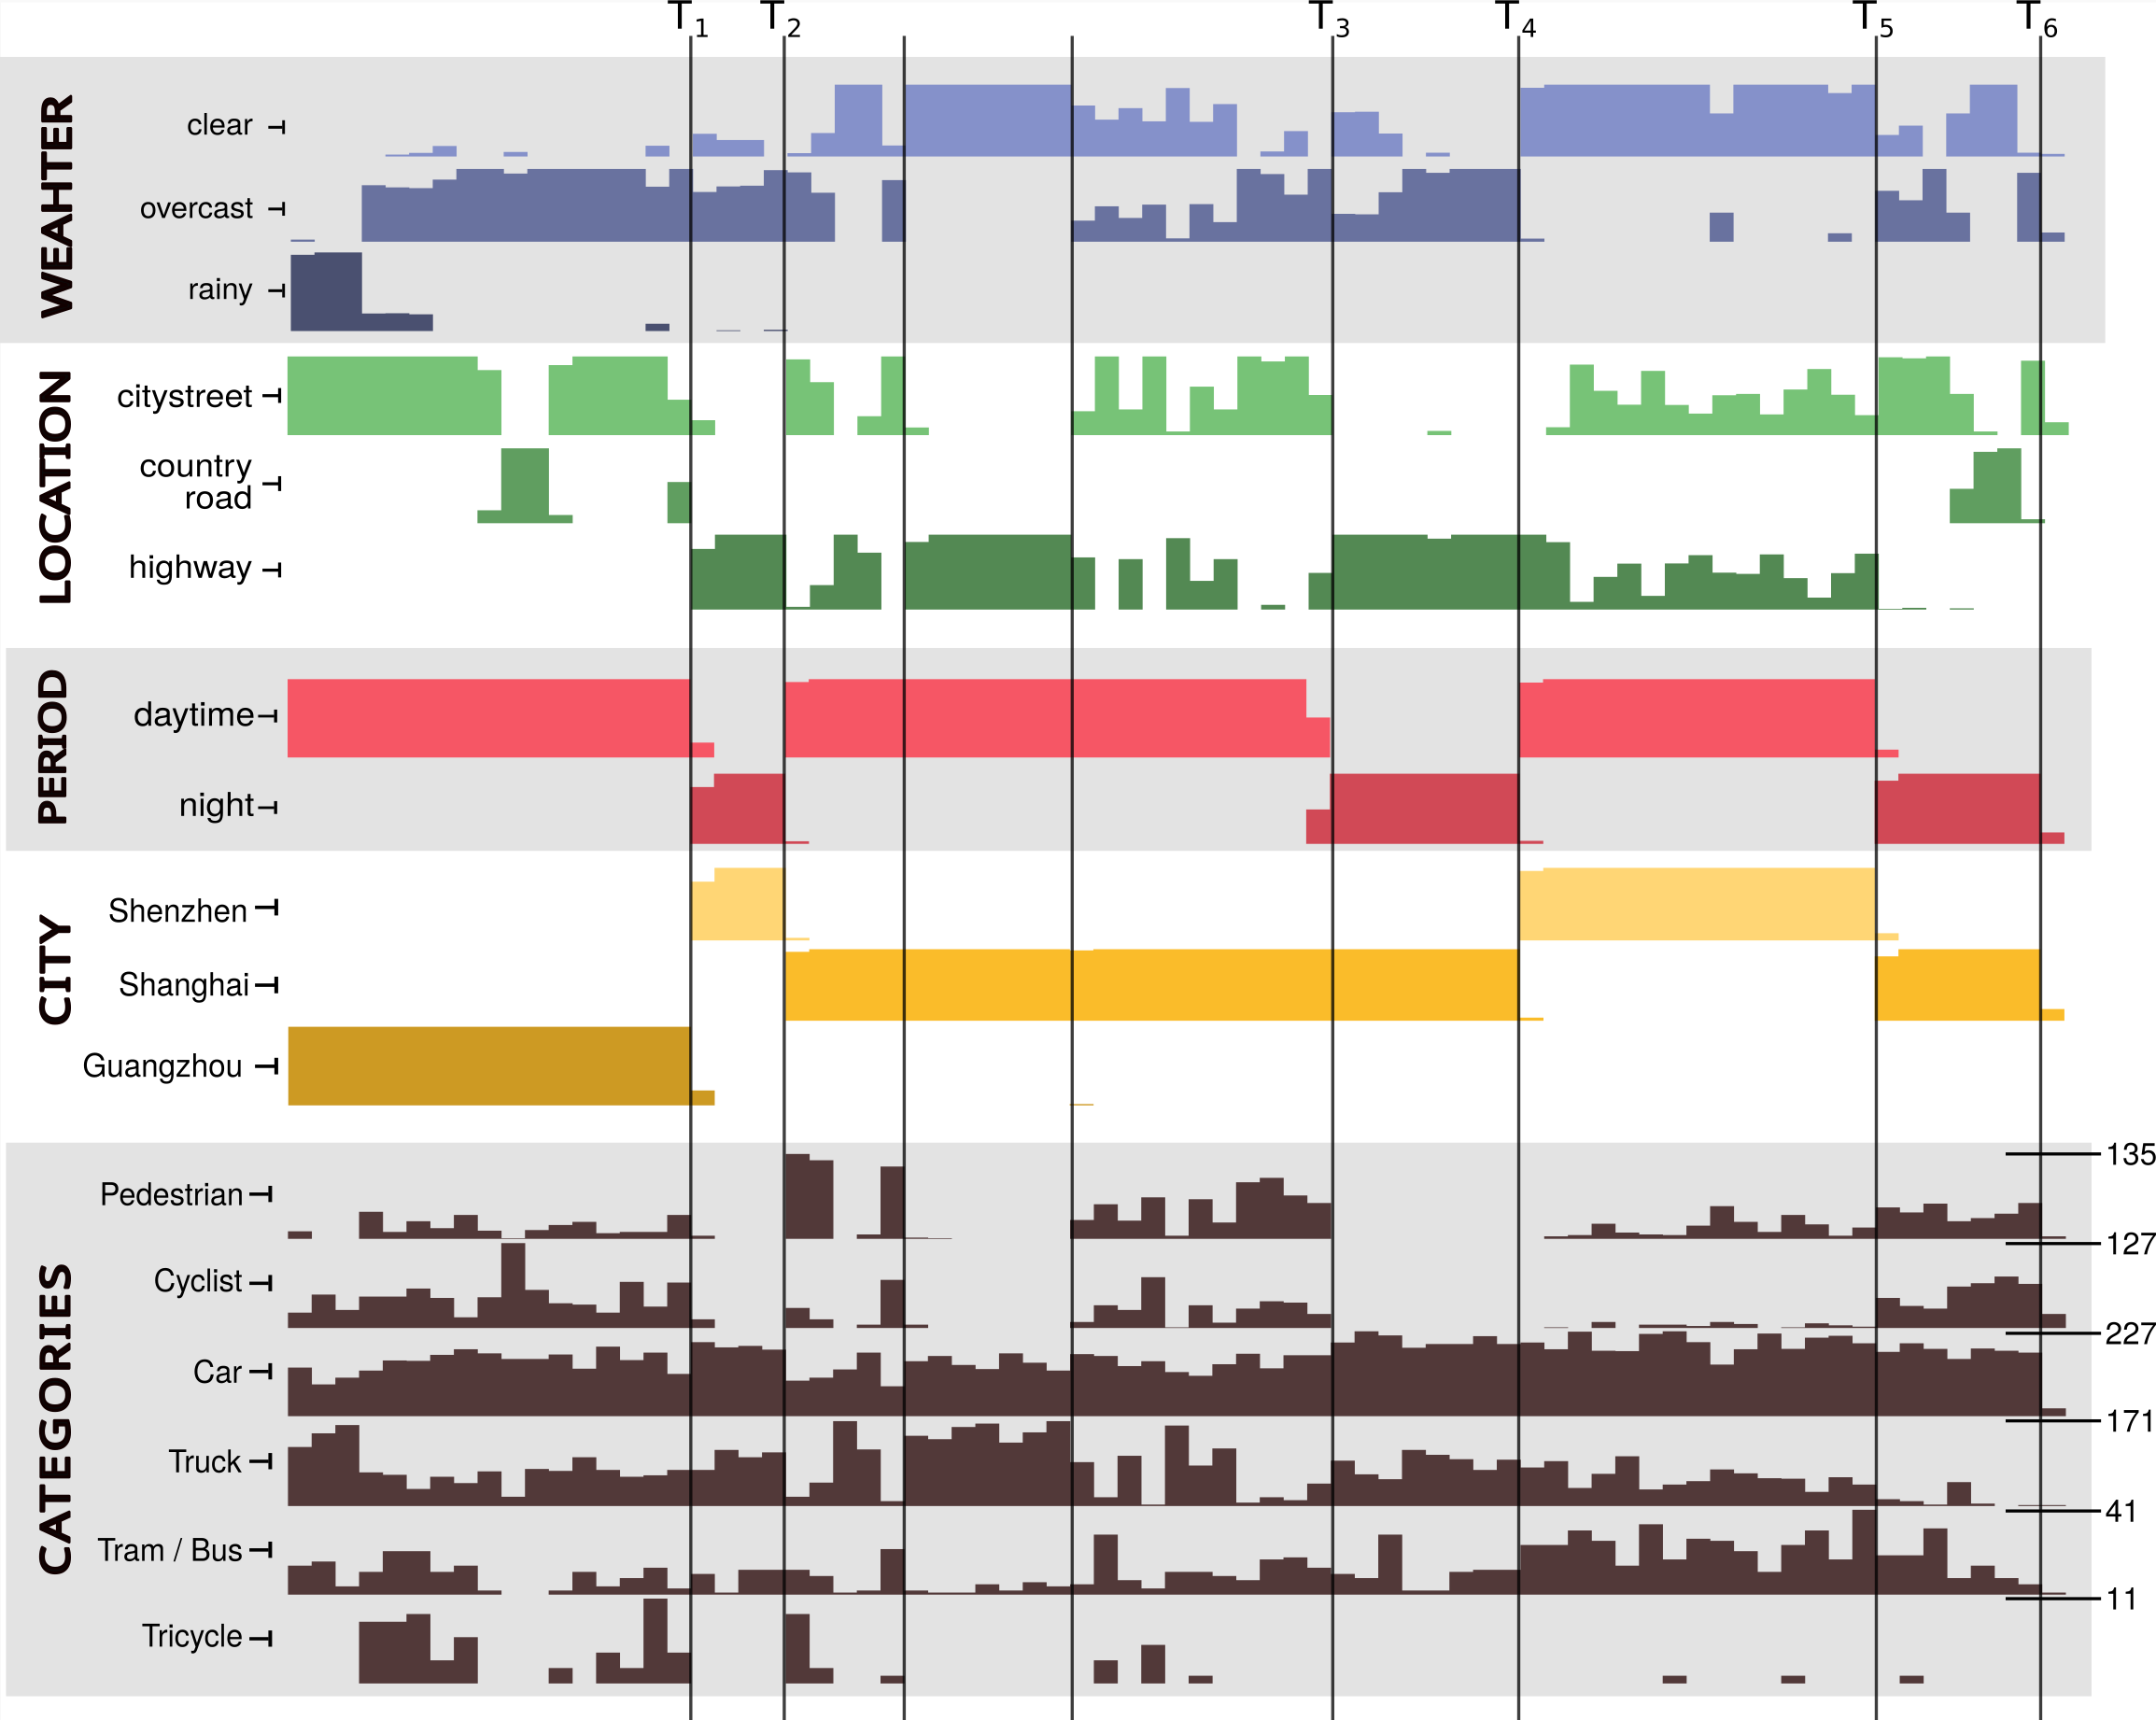 T1 T2 T3 T4 T5 T6
WEAHTER
clear
overcast
rainy
LOCATION
citystreet
country
road
highway
PERIOD
daytime
night
CITY
Shenzhen
Shanghai
Guangzhou
CATEGORIES
Pedestrian
135
Cyclist
127
Car
227
Truck
171
Tram / Bus
41
Tricycle
11